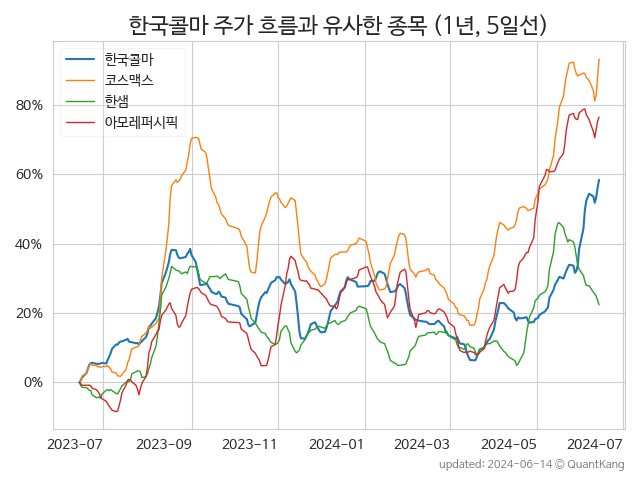 한국콜마 주가 흐름과 유사한 종목 (1년, 5일선)
한국콜마
코스맥스
한샘
아모레퍼시픽
80%
60%
40%
20%
0%
2023-07 2023-09 2023-11 2024-01 2024-03 2024-05 2024-07
updated: 2024-06-14 © QuantKang